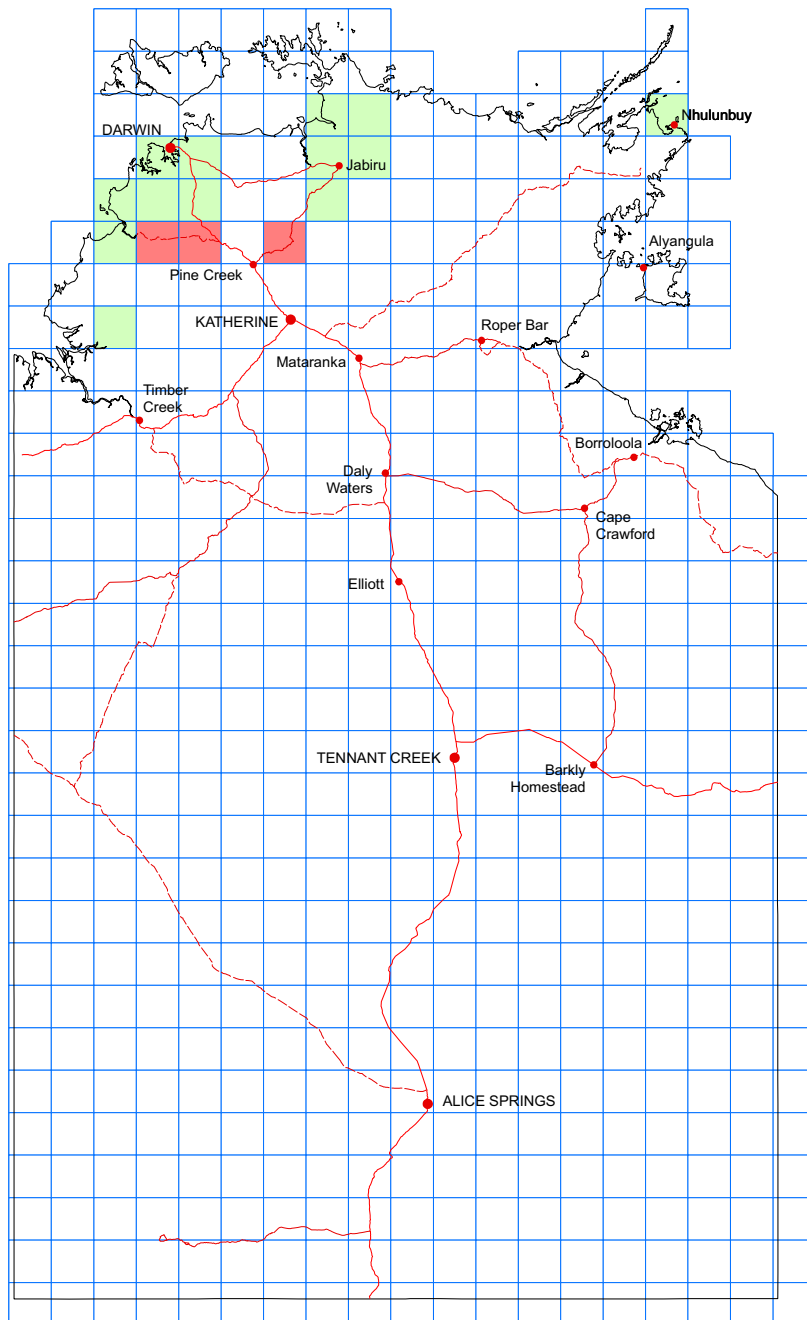 Nhulunbuy
DARWIN
Jabiru
Alyangula
Pine Creek
KATHERINE
Roper Bar
Mataranka
Timber
Creek
Borroloola
Daly
Waters
Cape
Crawford
Elliott
TENNANT CREEK
Barkly
Homestead
ALICE SPRINGS